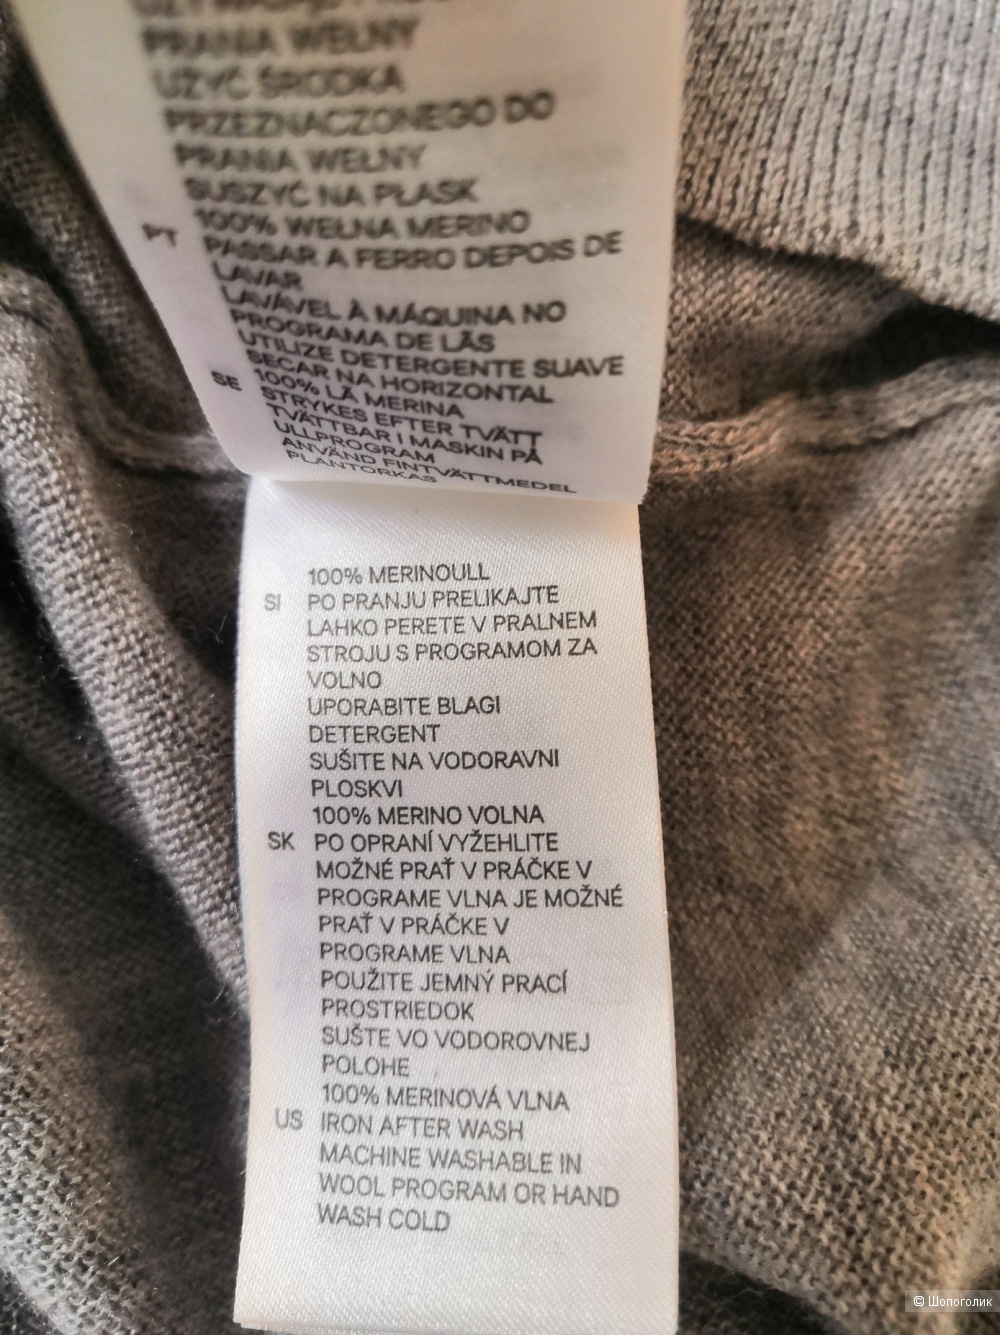 PRANIA WEŁNY
UŻYĆ ŚRODKA
PRZEZNACZONEGO DO
PRANIA WEŁNY
SUSZYĆ NA PŁASK
100% WEŁNA MERINO
PT PASSAR A FERRO DEPOIS DE
LAVAR
LAVÁVEL À MÁQUINA NO
PROGRAMA DE LÃS
UTILIZE DETERGENTE SUAVE
SECAR NA HORIZONTAL
100% LÃ MERINA
SE STRYKES EFTER TVÄTT
TVÄTTBAR I MASKIN PÅ
ULLPROGRAM
ANVÄND FINTVÄTTMEDEL
PLANTORKAS
100% MERINOULL
SI PO PRANJU PRELIKAJTE
LAHKO PERETE V PRALNEM
STROJU S PROGRAMOM ZA
VOLNO
UPORABITE BLAGI
DETERGENT
SUŠITE NA VODORAVNI
PLOSKVI
100% MERINO VOLNA
SK PO OPRANÍ VYŽEHLITE
MOŽNÉ PRAŤ V PRÁČKE V
PROGRAME VLNA JE MOŽNÉ
PRAŤ V PRÁČKE V
PROGRAME VLNA
POUŽITE JEMNÝ PRACÍ
PROSTRIEDOK
SUŠTE VO VODOROVNEJ
POLOHE
100% MERINOVÁ VLNA
US IRON AFTER WASH
MACHINE WASHABLE IN
WOOL PROGRAM OR HAND
WASH COLD
© Шопоголик